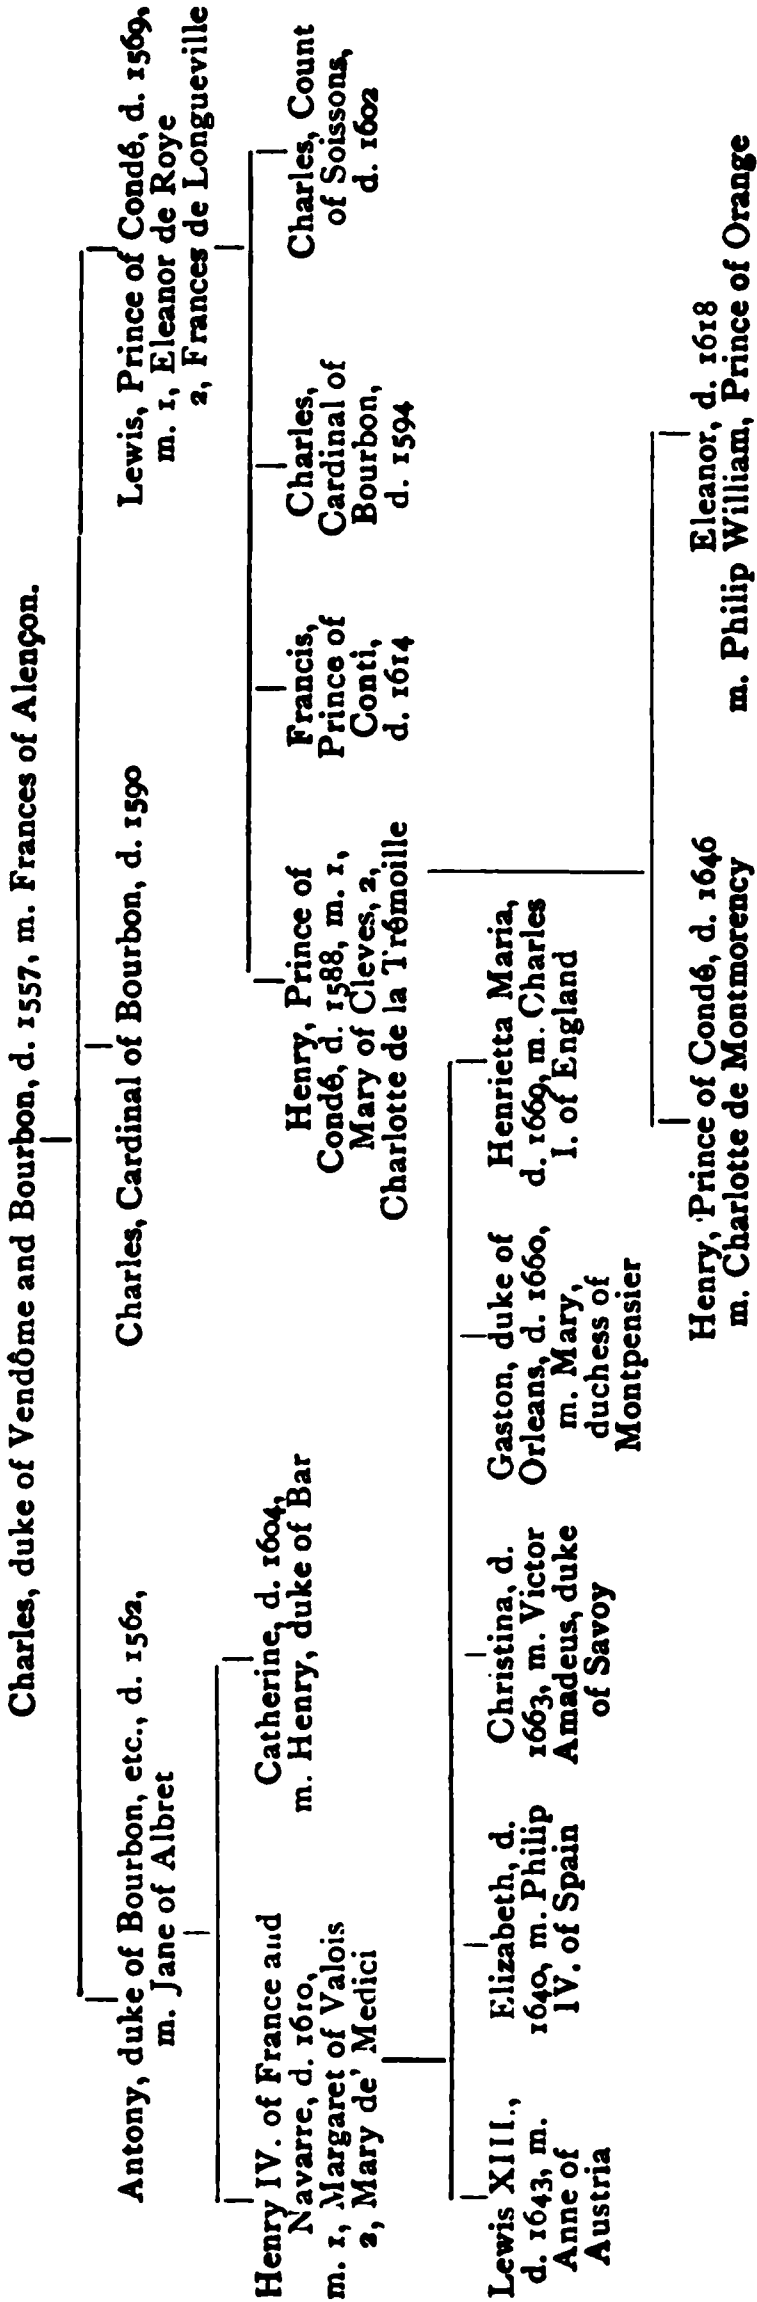 Charles, duke of Vendôme and Bourbon, d. 1557, m. Frances of Alençon.
Antony, duke of Bourbon, etc., d. 1562,
m. Jane of Albret
Charles, Cardinal of Bourbon, d. 1590
Lewis, Prince of Condé, d. 1569,
m. 1, Eleanor de Roye
2, Frances de Longueville
Henry IV. of France and
Navarre, d. 1610,
m. 1, Margaret of Valois
2, Mary de' Medici
Catherine, d. 1604,
m. Henry, duke of Bar
Henry, Prince of
Condé, d. 1588, m. 1,
Mary of Cleves, 2,
Charlotte de la Trémoille
Francis,
Prince of
Conti,
d. 1614
Charles,
Cardinal of
Bourbon,
d. 1594
Charles, Count
of Soissons,
d. 1602
Lewis XIII.,
d. 1643, m.
Anne of
Austria
Elizabeth, d.
1640, m. Philip
IV. of Spain
Christina, d.
1663, m. Victor
Amadeus, duke
of Savoy
Gaston, duke of
Orleans, d. 1660,
m. Mary,
duchess of
Montpensier
Henrietta Maria,
d. 1669, m. Charles
I. of England
Henry, Prince of Condé, d. 1646
m. Charlotte de Montmorency
Eleanor, d. 1618
m. Philip William, Prince of Orange